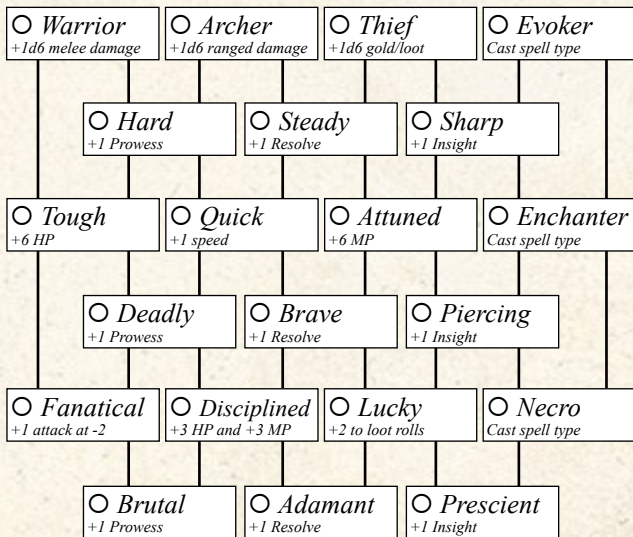 Warrior
+1d6 melee damage
Archer
+1d6 ranged damage
Thief
+1d6 gold/loot
Evoker
Cast spell type
Hard
+1 Prowess
Steady
+1 Resolve
Sharp
+1 Insight
Tough
+6 HP
Quick
+1 speed
Attuned
+6 MP
Enchanter
Cast spell type
Deadly
+1 Prowess
Brave
+1 Resolve
Piercing
+1 Insight
Fanatical
+1 attack at -2
Disciplined
+3 HP and +3 MP
Lucky
+2 to loot rolls
Necro
Cast spell type
Brutal
+1 Prowess
Adamant
+1 Resolve
Prescient
+1 Insight